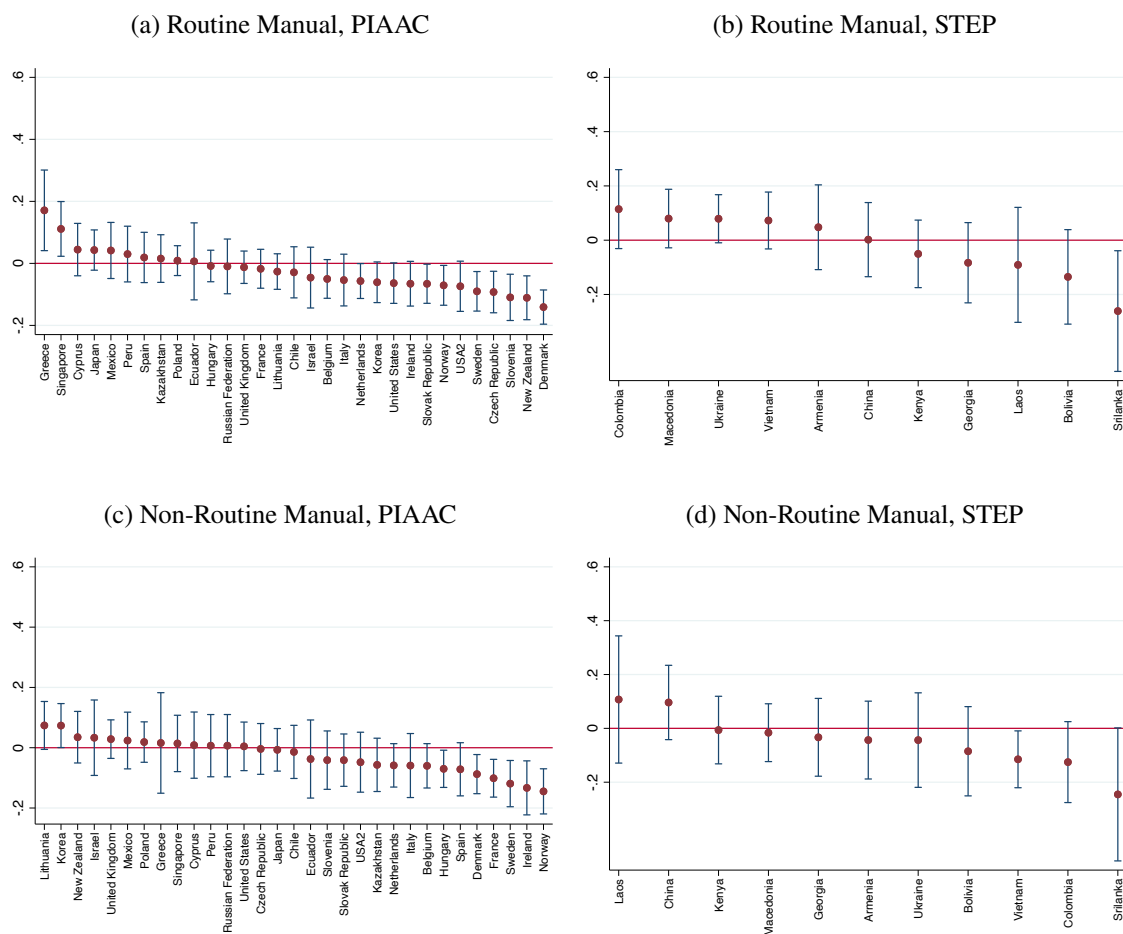 (a) Routine Manual, PIAAC
.6
.4
.2
0
-.2
Greece
Singapore
Cyprus
Japan
Mexico
Peru
Spain
Kazakhstan
Poland
Ecuador
Hungary
Russian Federation
United Kingdom
France
Lithuania
Chile
Israel
Belgium
Italy
Netherlands
Korea
United States
Ireland
Slovak Republic
Norway
USA2
Sweden
Czech Republic
Slovenia
New Zealand
Denmark
(b) Routine Manual, STEP
.6
.4
.2
0
-.2
Colombia
Macedonia
Ukraine
Vietnam
Armenia
China
Kenya
Georgia
Laos
Bolivia
Srilanka
(c) Non-Routine Manual, PIAAC
.6
.4
.2
0
-.2
Lithuania
Korea
New Zealand
Israel
United Kingdom
Mexico
Poland
Greece
Singapore
Cyprus
Peru
Russian Federation
United States
Czech Republic
Japan
Chile
Ecuador
Slovenia
Slovak Republic
USA2
Kazakhstan
Netherlands
Italy
Belgium
Hungary
Spain
Denmark
France
Sweden
Ireland
Norway
(d) Non-Routine Manual, STEP
.6
.4
.2
0
-.2
Laos
China
Kenya
Macedonia
Georgia
Armenia
Ukraine
Bolivia
Vietnam
Colombia
Srilanka